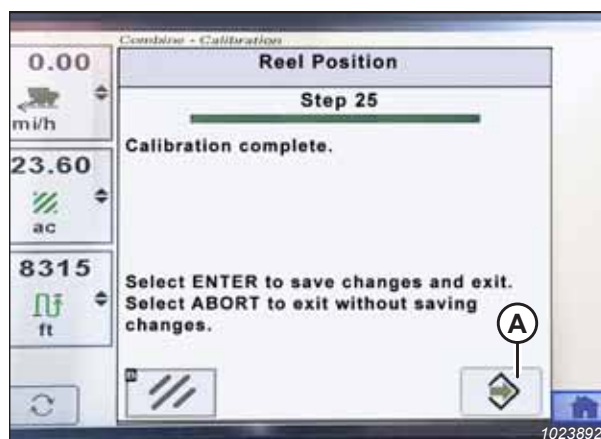 Combine - Calibration
0.00
mi/h
23.60
ac
8315
ft
Reel Position
Step 25
Calibration complete.
Select ENTER to save changes and exit.
Select ABORT to exit without saving
changes.
A
1023892